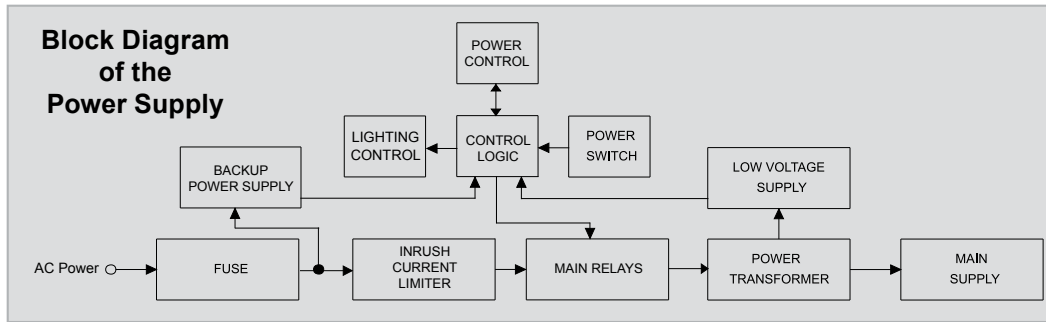 Block Diagram
of the
Power Supply
POWER
CONTROL
LIGHTING
CONTROL
CONTROL
LOGIC
POWER
SWITCH
BACKUP
POWER SUPPLY
LOW VOLTAGE
SUPPLY
AC Power
FUSE
INRUSH
CURRENT
LIMITER
MAIN RELAYS
POWER
TRANSFORMER
MAIN
SUPPLY